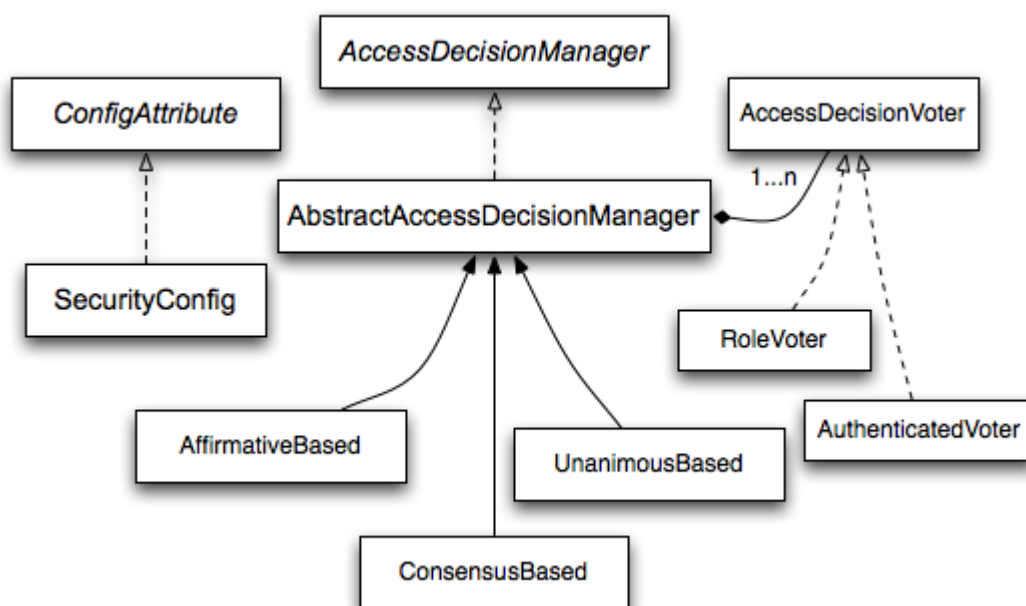 AccessDecisionManager
ConfigAttribute
AccessDecisionVoter
1...n
AbstractAccessDecisionManager
SecurityConfig
RoleVoter
AffirmativeBased
AuthenticatedVoter
UnanimousBased
ConsensusBased